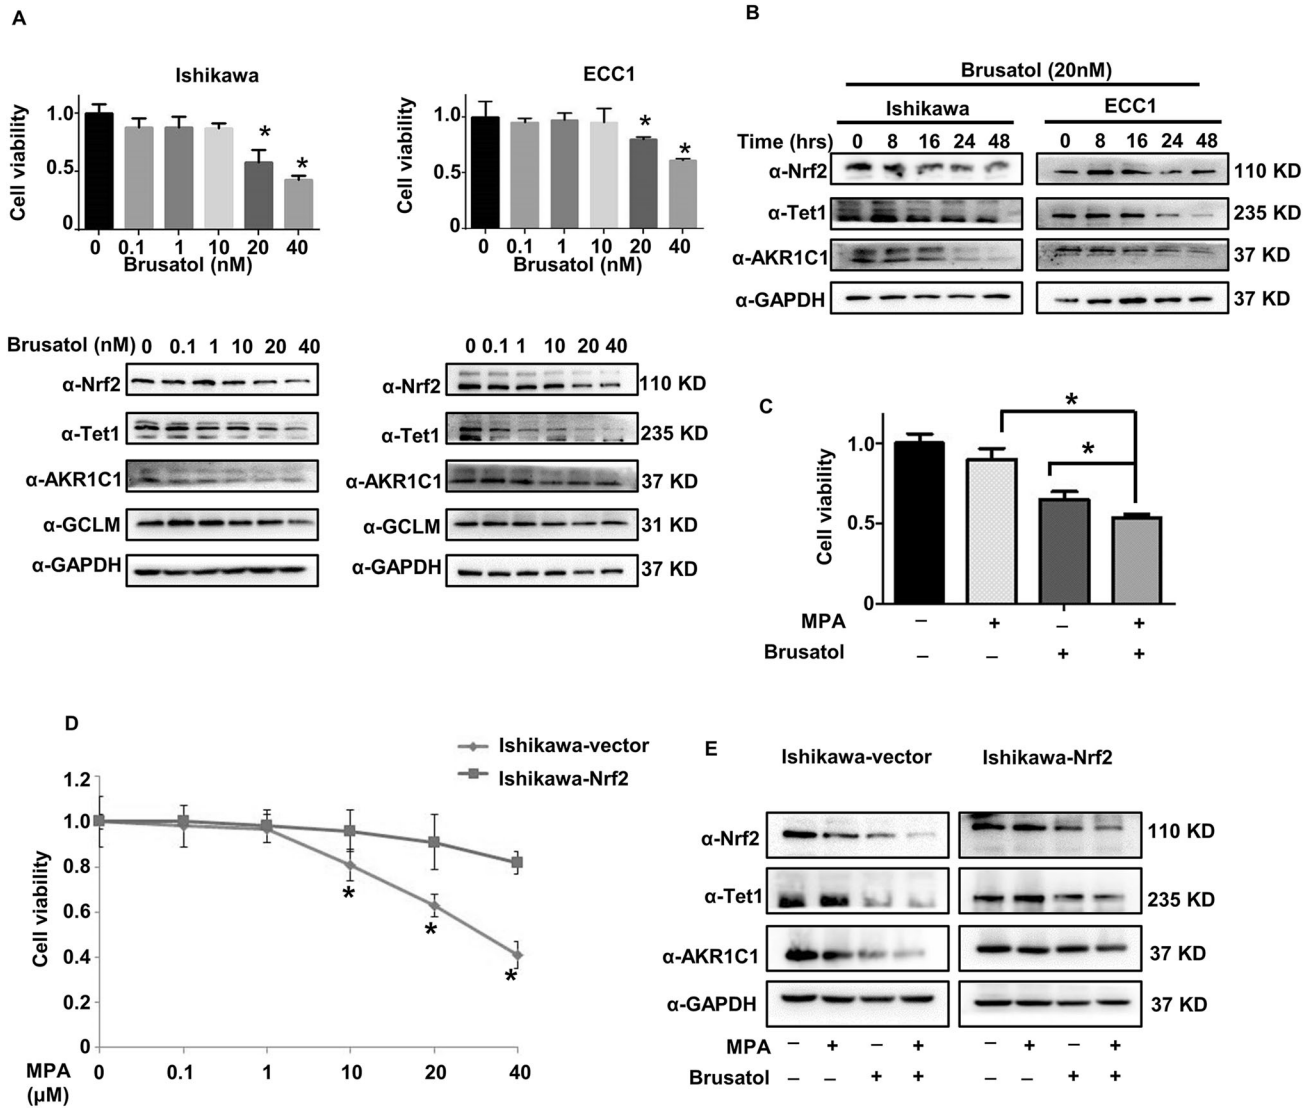 A
Ishikawa
Cell viability
1.0
0.5
0
*
*
0 0.1 1 10 20 40
Brusatol (nM)
ECC1
Cell viability
1.0
0.5
0
*
*
0 0.1 1 10 20 40
Brusatol (nM)
Brusatol (nM) 0 0.1 1 10 20 40
α-Nrf2
α-Tet1
α-AKR1C1
α-GCLM
α-GAPDH
0 0.1 1 10 20 40
α-Nrf2 110 KD
α-Tet1 235 KD
α-AKR1C1 37 KD
α-GCLM 31 KD
α-GAPDH 37 KD
B
Brusatol (20nM)
Ishikawa ECC1
Time (hrs) 0 8 16 24 48 0 8 16 24 48
α-Nrf2 110 KD
α-Tet1 235 KD
α-AKR1C1 37 KD
α-GAPDH 37 KD
C
Cell viability
1.0
0.5
0
*
*
MPA – + – +
Brusatol – – + +
D
Ishikawa-vector
Ishikawa-Nrf2
Cell viability
1.2
1.0
0.8
0.6
0.4
0.2
0
*
*
*
MPA 0 0.1 1 10 20 40
(µM)
E
Ishikawa-vector Ishikawa-Nrf2
α-Nrf2 110 KD
α-Tet1 235 KD
α-AKR1C1 37 KD
α-GAPDH 37 KD
MPA – + – + – + – +
Brusatol – – + + – – + +